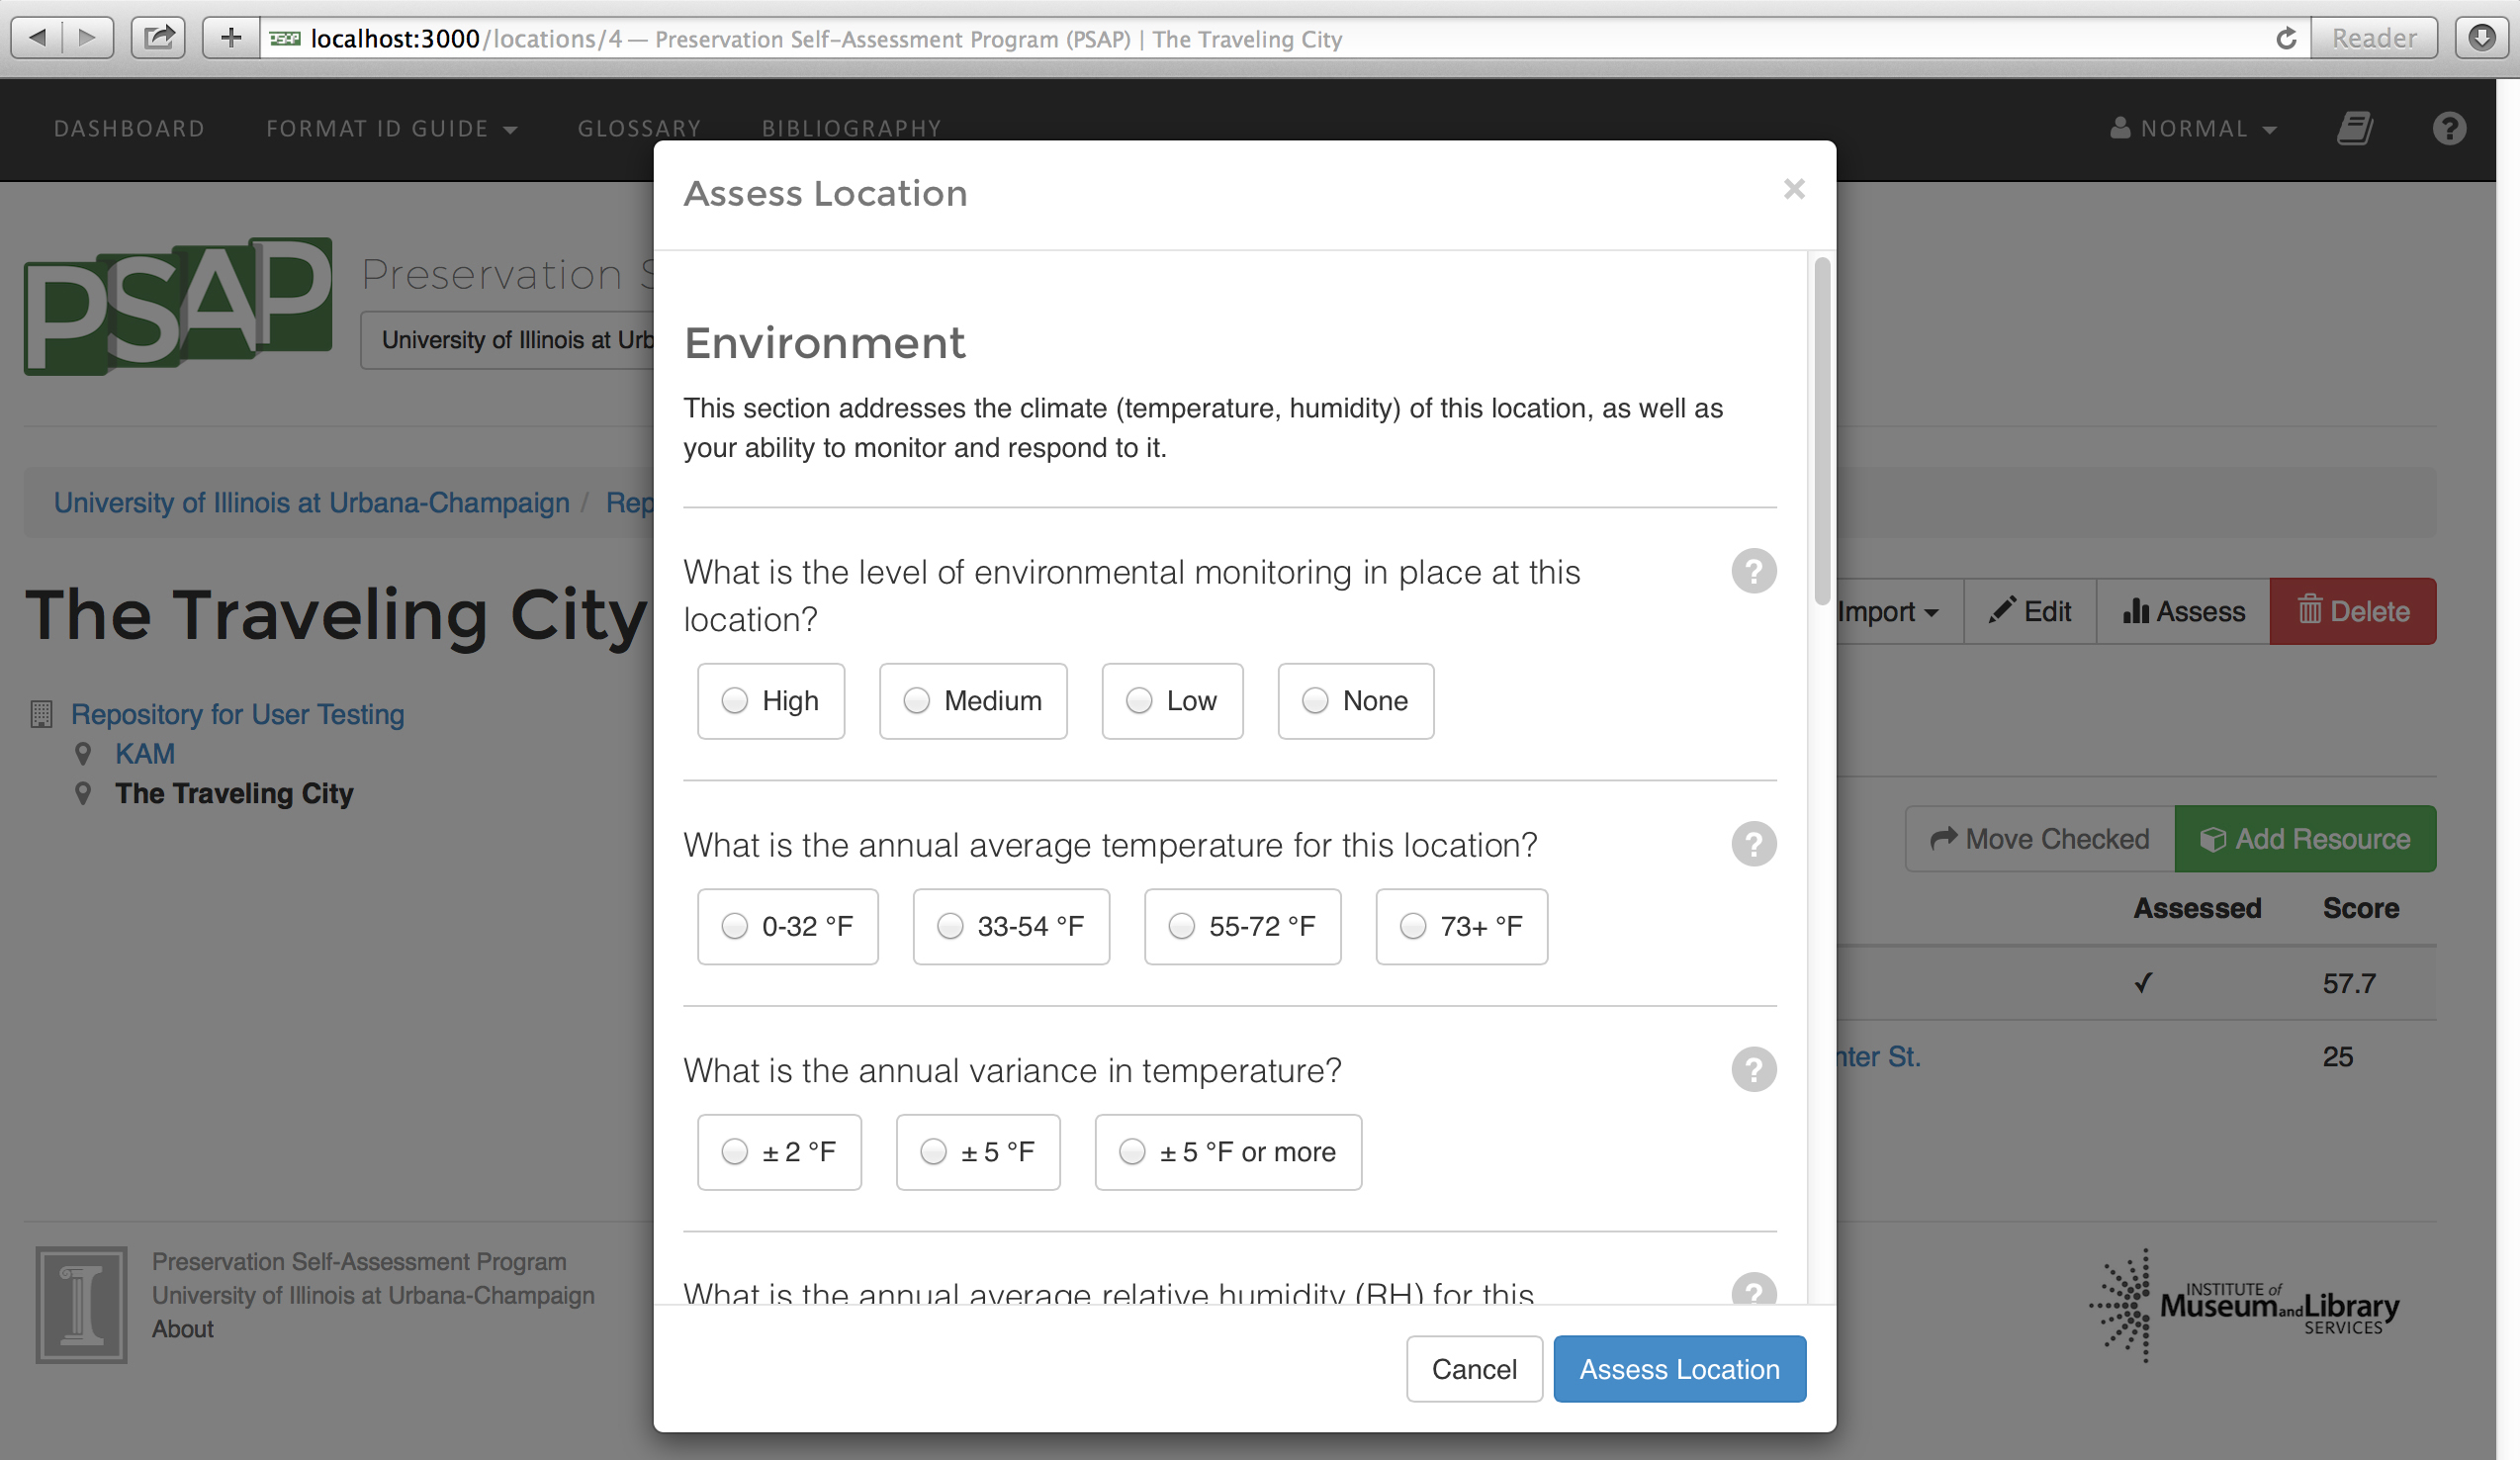 localhost:3000/locations/4 — Preservation Self-Assessment Program (PSAP) | The Traveling City
Reader
DASHBOARD
FORMAT ID GUIDE
GLOSSARY
BIBLIOGRAPHY
NORMAL
PSAP
Preservation
University of Illinois at Urb
University of Illinois at Urbana-Champaign /
Rep
The Traveling City
Import
Edit
Assess
Delete
Repository for User Testing
KAM
The Traveling City
Move Checked
Add Resource
Assessed
Score
57.7
nter St.
25
Assess Location
×
Environment
This section addresses the climate (temperature, humidity) of this location, as well as
your ability to monitor and respond to it.
What is the level of environmental monitoring in place at this
location?
?
High
Medium
Low
None
What is the annual average temperature for this location?
?
0-32 °F
33-54 °F
55-72 °F
73+ °F
What is the annual variance in temperature?
?
± 2 °F
± 5 °F
± 5 °F or more
What is the annual average relative humidity (RH) for this
?
Cancel
Assess Location
Preservation Self-Assessment Program
University of Illinois at Urbana-Champaign
About
INSTITUTE of
Museum and Library
SERVICES